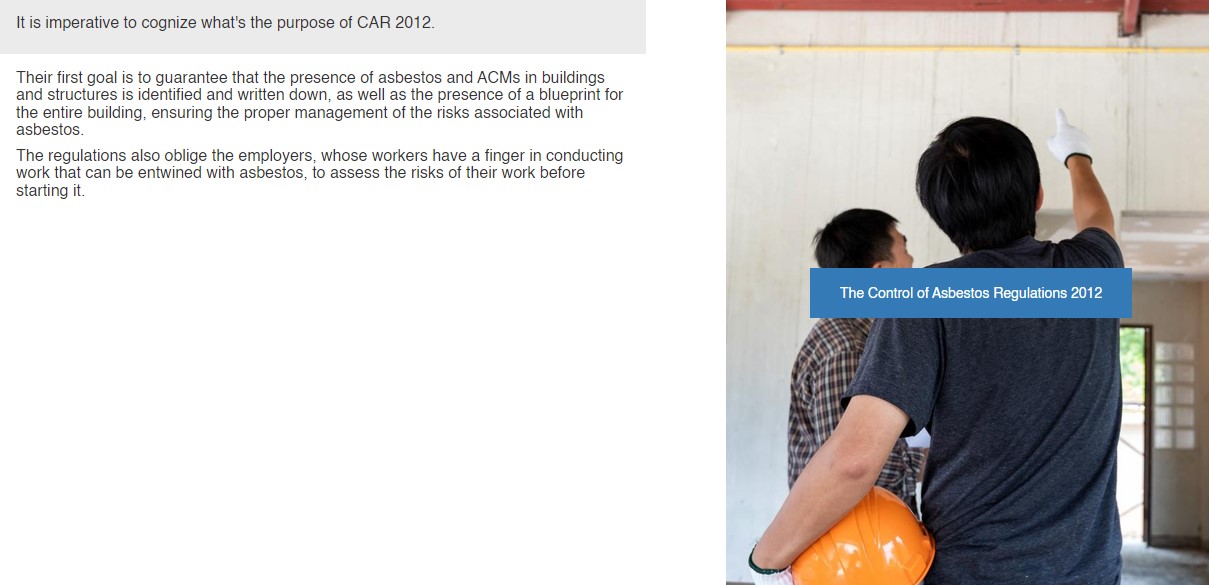 It is imperative to cognize what's the purpose of CAR 2012.
Their first goal is to guarantee that the presence of asbestos and ACMs in buildings
and structures is identified and written down, as well as the presence of a blueprint for
the entire building, ensuring the proper management of the risks associated with
asbestos.
The regulations also oblige the employers, whose workers have a finger in conducting
work that can be entwined with asbestos, to assess the risks of their work before
starting it.
The Control of Asbestos Regulations 2012